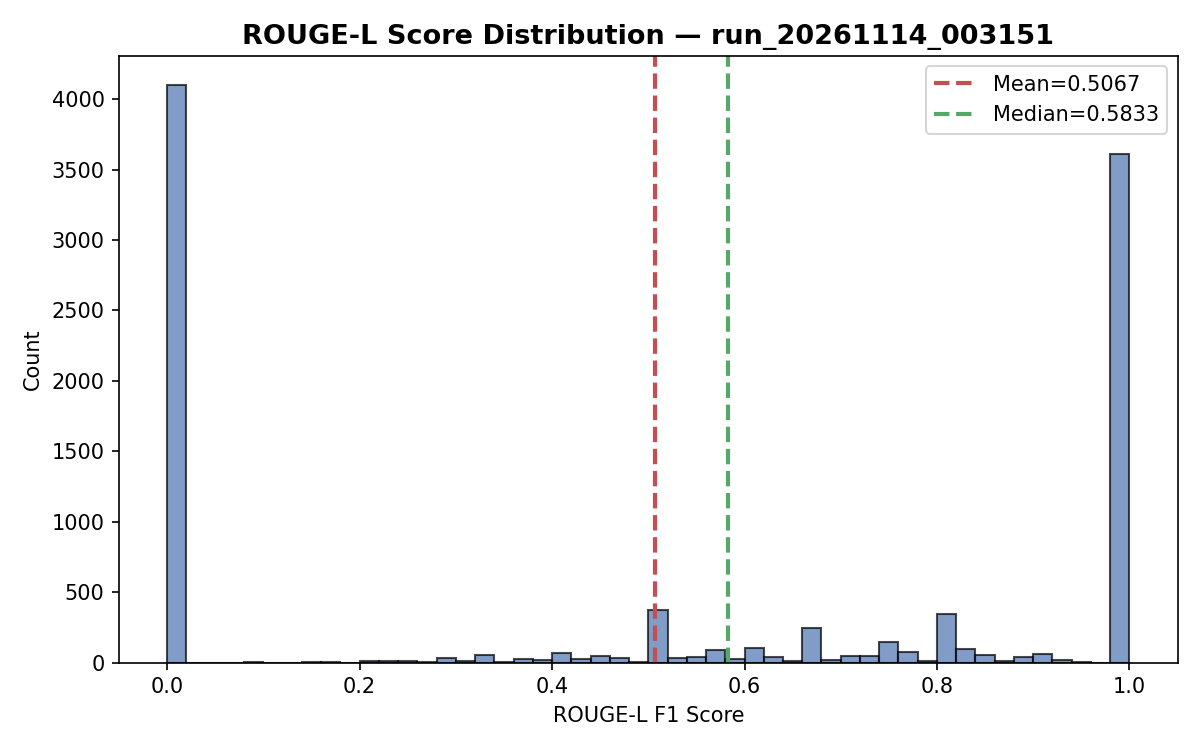 ROUGE-L Score Distribution — run_20261114_003151
Mean=0.5067
Median=0.5833
4000
3500
3000
2500
2000
1500
1000
500
0
Count
0.0 0.2 0.4 0.6 0.8 1.0
ROUGE-L F1 Score